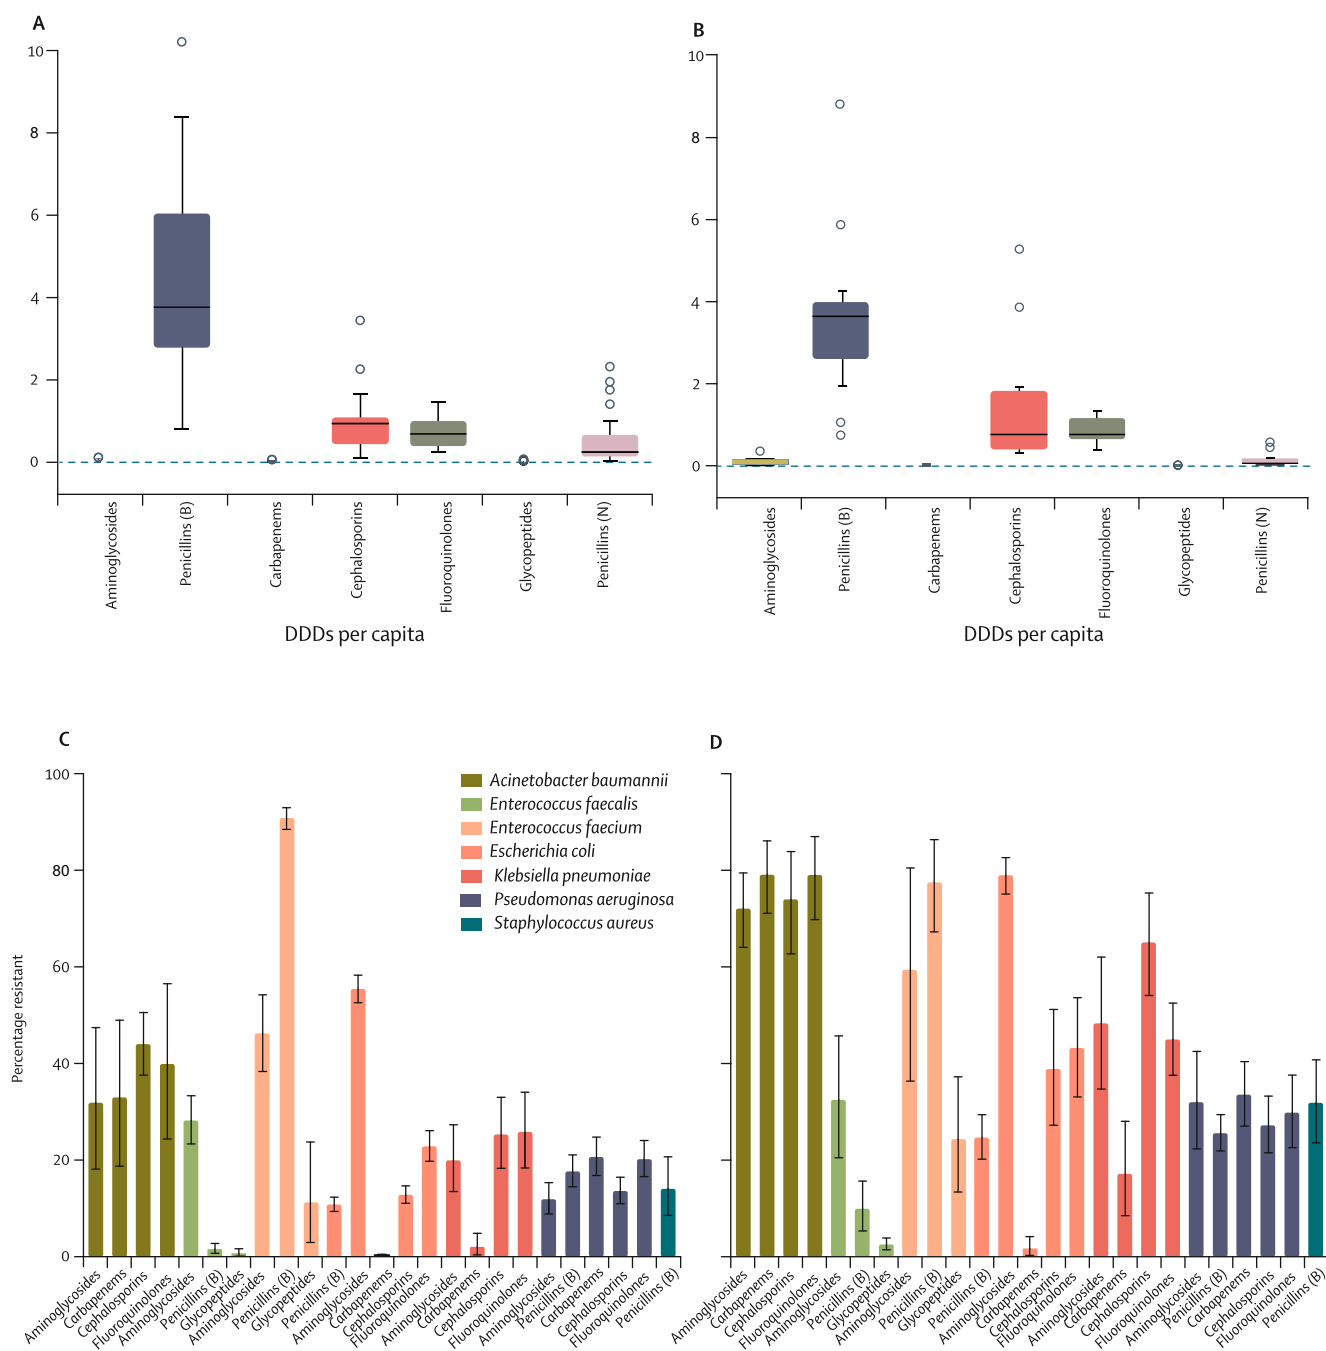 A
10
8
6
4
2
0
Aminoglycosides
Penicillins (B)
Carbapenems
Cephalosporins
Fluoroquinolones
Glycopeptides
Penicillins (N)
DDDs per capita
B
10
8
6
4
2
0
Aminoglycosides
Penicillins (B)
Carbapenems
Cephalosporins
Fluoroquinolones
Glycopeptides
Penicillins (N)
DDDs per capita
C
Percentage resistant
100
80
60
40
20
0
Acinetobacter baumannii
Enterococcus faecalis
Enterococcus faecium
Escherichia coli
Klebsiella pneumoniae
Pseudomonas aeruginosa
Staphylococcus aureus
Aminoglycosides
Carbapenems
Cephalosporins
Fluoroquinolones
Aminoglycosides
Penicillins (B)
Glycopeptides
Aminoglycosides
Penicillins (B)
Glycopeptides
Penicillins (B)
Aminoglycosides
Carbapenems
Cephalosporins
Fluoroquinolones
Aminoglycosides
Carbapenems
Cephalosporins
Fluoroquinolones
Aminoglycosides
Penicillins (B)
Carbapenems
Cephalosporins
Fluoroquinolones
Penicillins (B)
D
Aminoglycosides
Carbapenems
Cephalosporins
Fluoroquinolones
Aminoglycosides
Penicillins (B)
Glycopeptides
Aminoglycosides
Penicillins (B)
Glycopeptides
Penicillins (B)
Aminoglycosides
Carbapenems
Cephalosporins
Fluoroquinolones
Aminoglycosides
Carbapenems
Cephalosporins
Fluoroquinolones
Aminoglycosides
Penicillins (B)
Carbapenems
Cephalosporins
Fluoroquinolones
Penicillins (B)